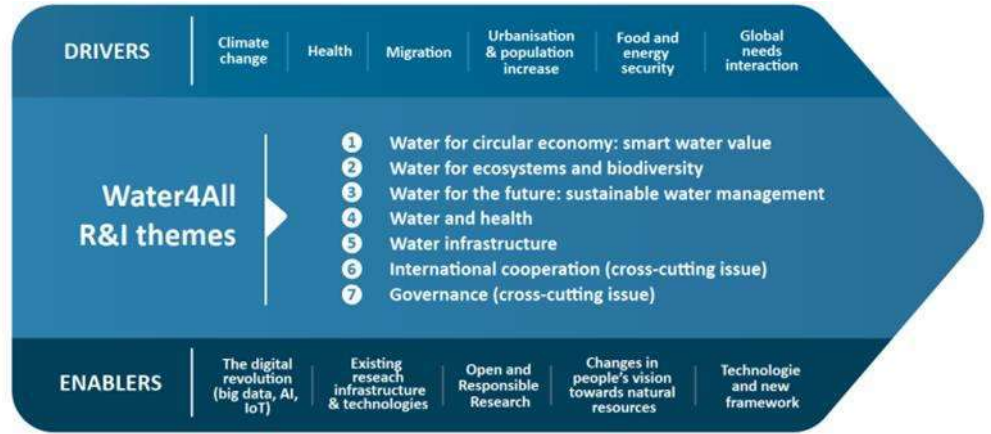 DRIVERS
Climate
change
Health
Migration
Urbanisation
& population
increase
Food and
energy
security
Global
needs
interaction
Water4All
R&I themes
1 Water for circular economy: smart water value
2 Water for ecosystems and biodiversity
3 Water for the future: sustainable water management
4 Water and health
5 Water infrastructure
6 International cooperation (cross-cutting issue)
7 Governance (cross-cutting issue)
ENABLERS
The digital
revolution
(big data, AI,
IoT)
Existing
reseach
infrastructure
& technologies
Open and
Responsible
Research
Changes in
people's vision
towards natural
resources
Technologie
and new
framework